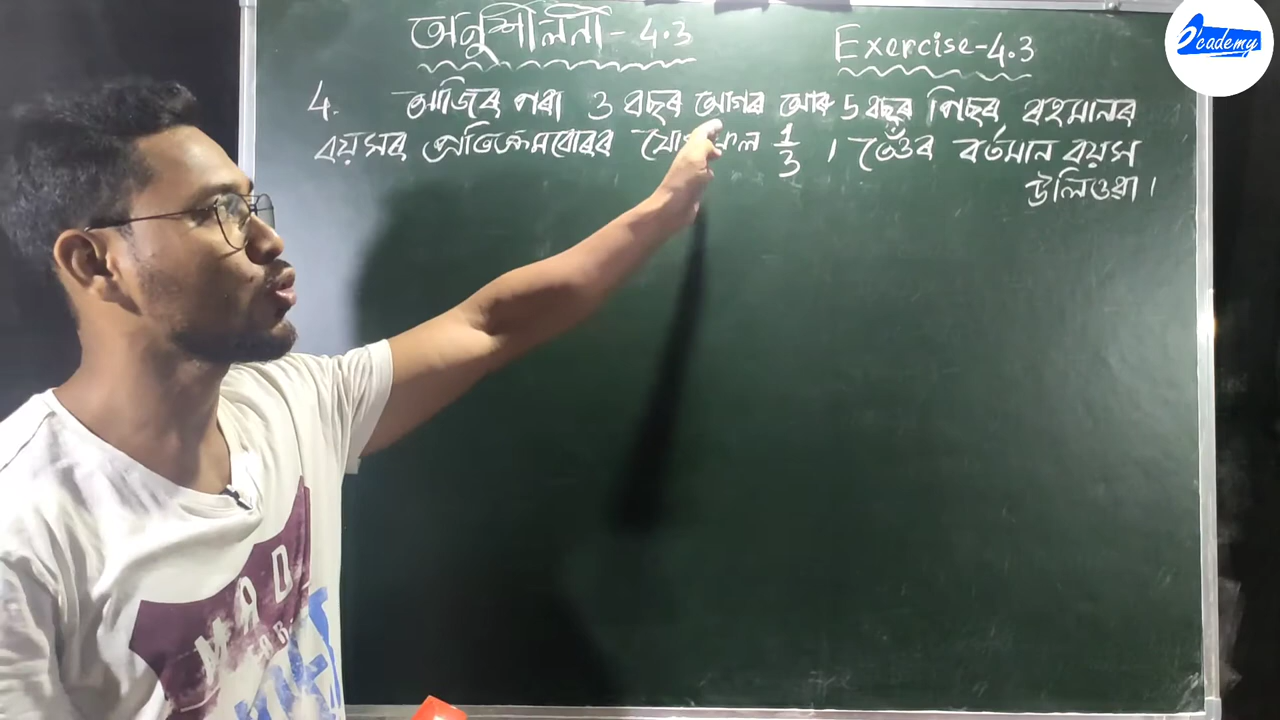 অনুশীলনী - 4.3
Exercise-4.3
4. আজিৰ পৰা 3 বছৰ আগৰ আৰু 5 বছৰ পিছৰ ৰহমানৰ
বয়সৰ প্ৰতিক্ৰমবোৰৰ 1/3 । তেওঁৰ বৰ্তমান বয়স
উলিওৱা।
e'cademy